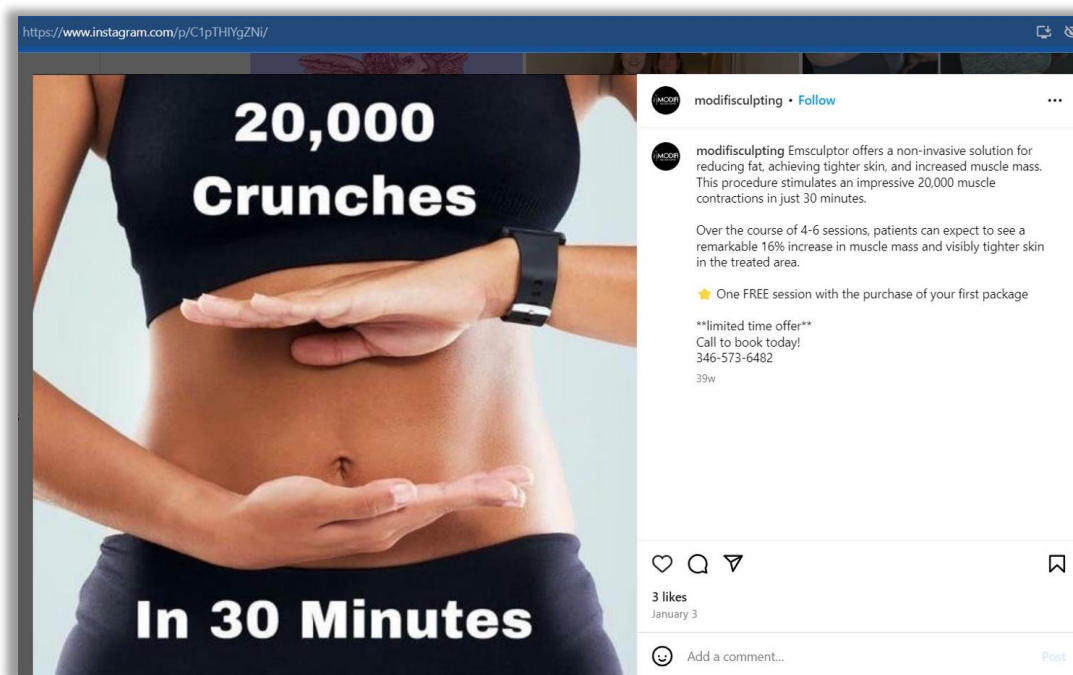 https://www.instagram.com/p/C1pTHIYgZNi/
20,000
Crunches
In 30 Minutes
modifisculpting • Follow
modifisculpting Emsculptor offers a non-invasive solution for
reducing fat, achieving tighter skin, and increased muscle mass.
This procedure stimulates an impressive 20,000 muscle
contractions in just 30 minutes.
Over the course of 4-6 sessions, patients can expect to see a
remarkable 16% increase in muscle mass and visibly tighter skin
in the treated area.
⭐ One FREE session with the purchase of your first package
**limited time offer**
Call to book today!
346-573-6482
39w
3 likes
January 3
Add a comment...
Post